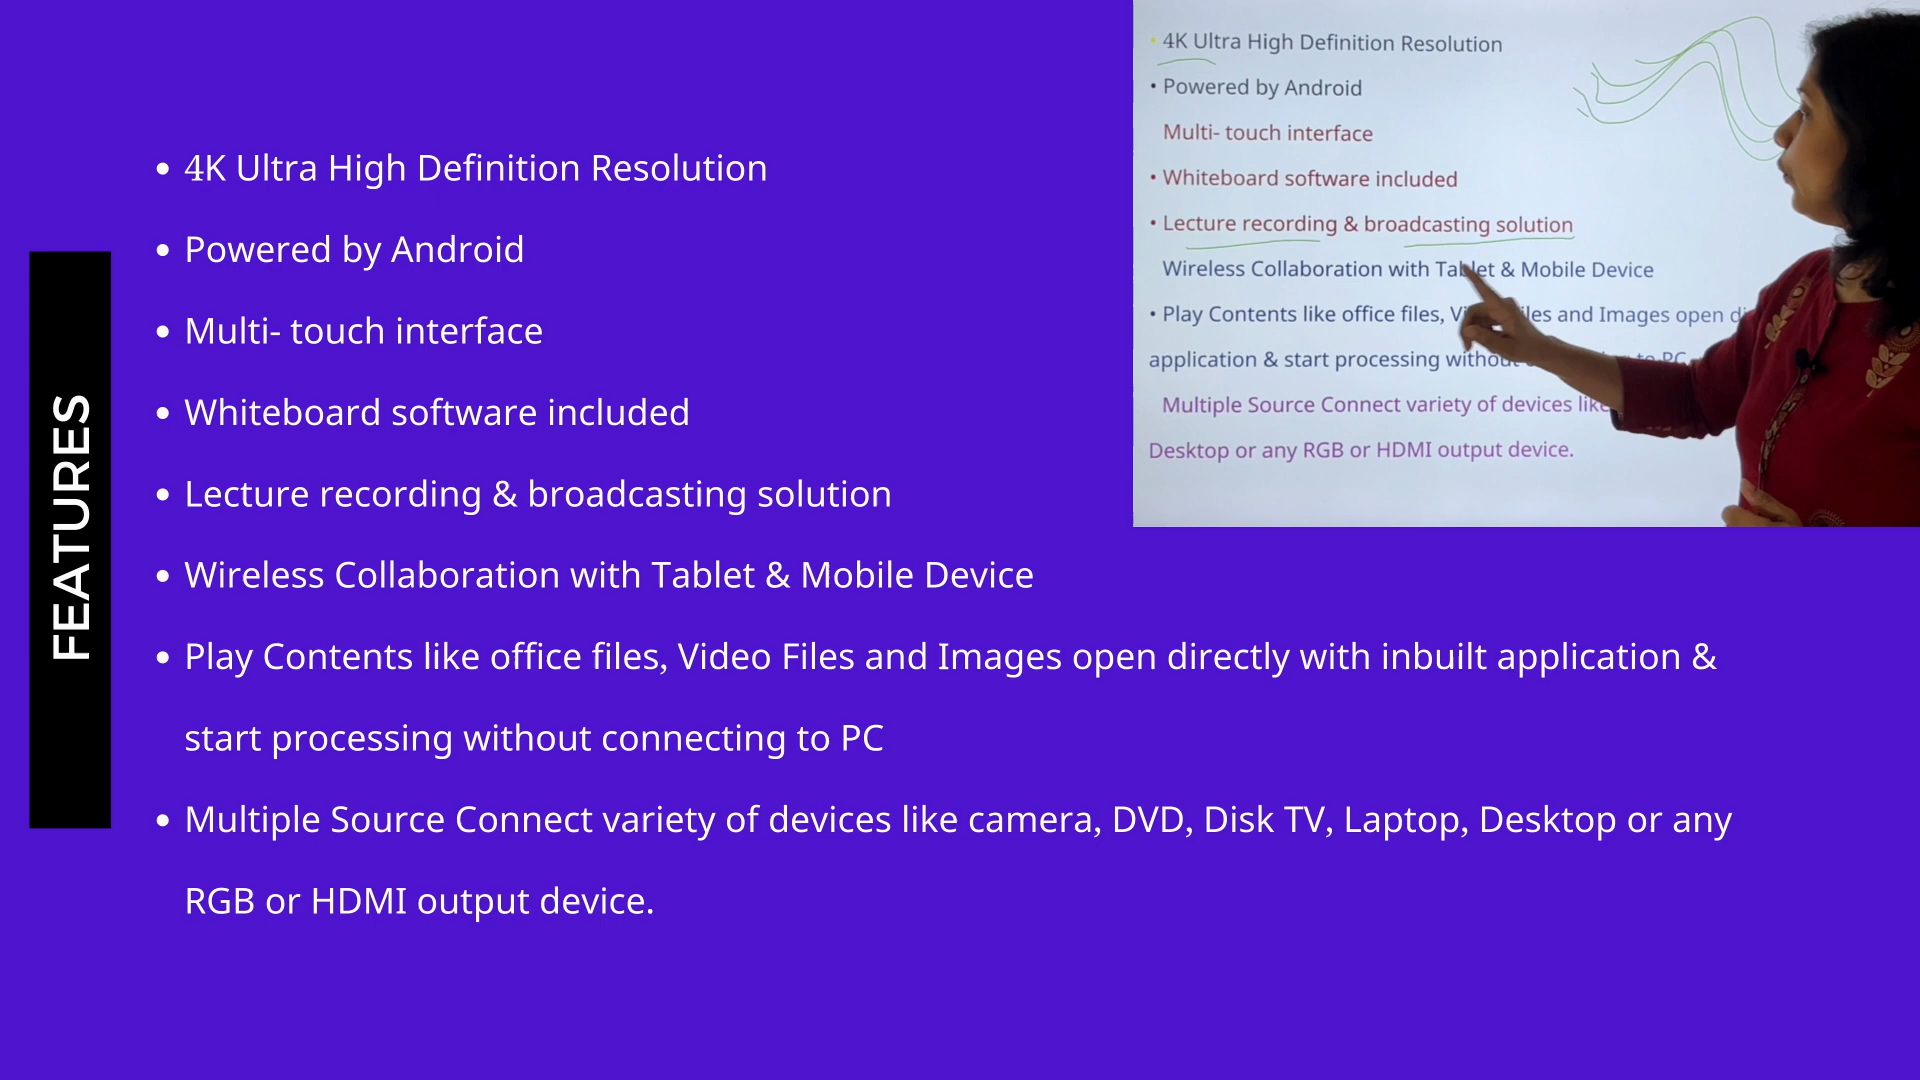 FEATURES
• 4K Ultra High Definition Resolution
• Powered by Android
• Multi- touch interface
• Whiteboard software included
• Lecture recording & broadcasting solution
• Wireless Collaboration with Tablet & Mobile Device
• Play Contents like office files, Video Files and Images open directly with inbuilt application &
start processing without connecting to PC
• Multiple Source Connect variety of devices like camera, DVD, Disk TV, Laptop, Desktop or any
RGB or HDMI output device.
• 4K Ultra High Definition Resolution
• Powered by Android
Multi- touch interface
• Whiteboard software included
• Lecture recording & broadcasting solution
Wireless Collaboration with Tablet & Mobile Device
• Play Contents like office files, and Images open
application & start processing without to PC
Multiple Source Connect variety of devices like
Desktop or any RGB or HDMI output device.